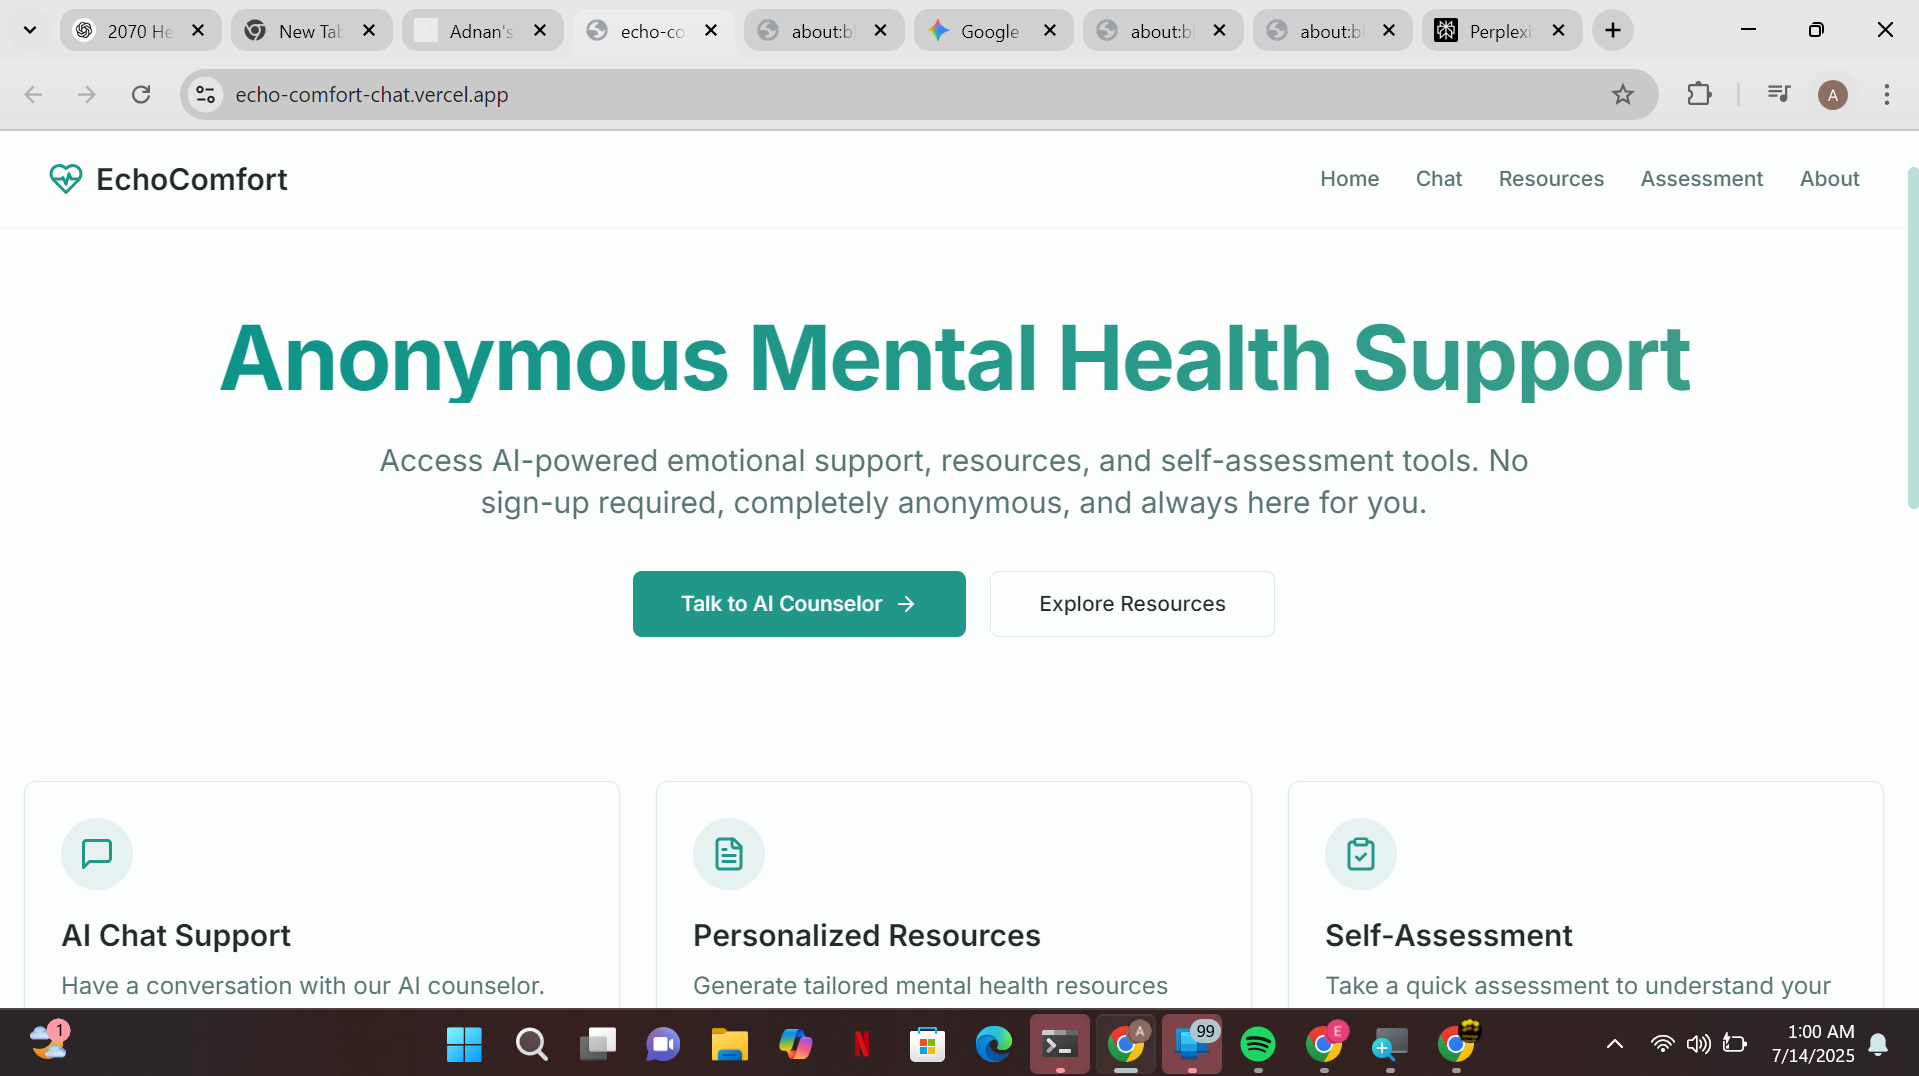 2070 He
New Tab
Adnan's
echo-co
about:bl
Google
about:bl
about:bl
Perplexi
echo-comfort-chat.vercel.app
A
EchoComfort
Home
Chat
Resources
Assessment
About
Anonymous Mental Health Support
Access AI-powered emotional support, resources, and self-assessment tools. No
sign-up required, completely anonymous, and always here for you.
Talk to AI Counselor →
Explore Resources
AI Chat Support
Have a conversation with our AI counselor.
Personalized Resources
Generate tailored mental health resources
Self-Assessment
Take a quick assessment to understand your
1
N
A
99
E
1:00 AM
7/14/2025